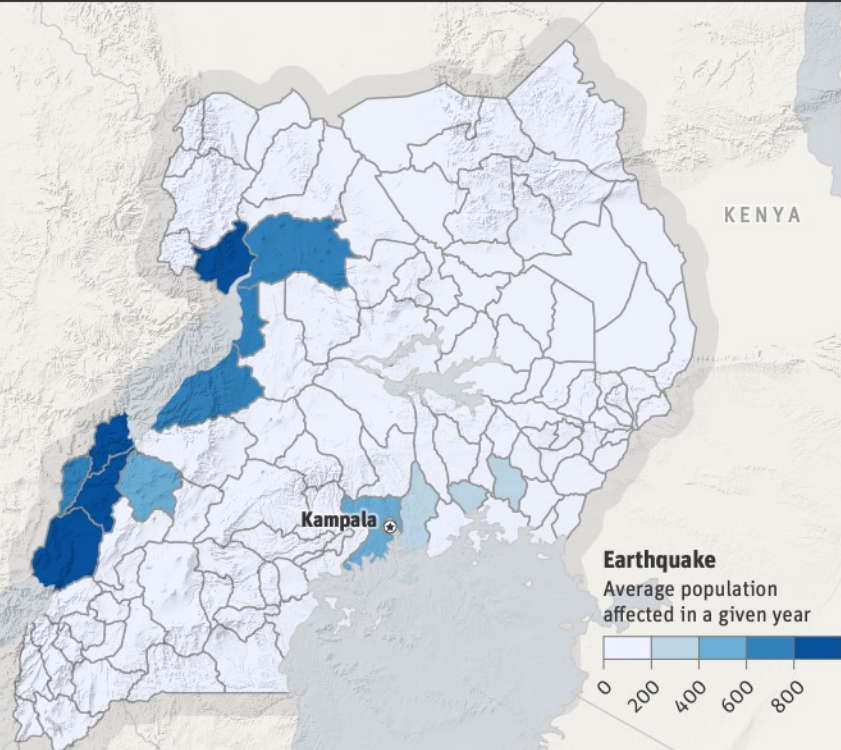 KENYA
Kampala
Earthquake
Average population
affected in a given year
0 200 400 600 800